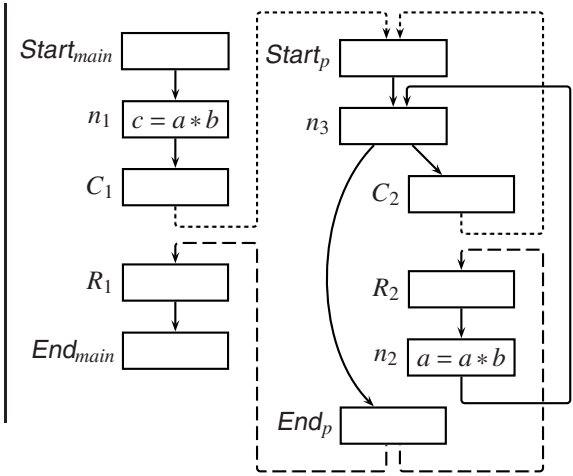 Start_main
n_1
c = a * b
C_1
R_1
End_main
Start_p
n_3
C_2
R_2
n_2
a = a * b
End_p